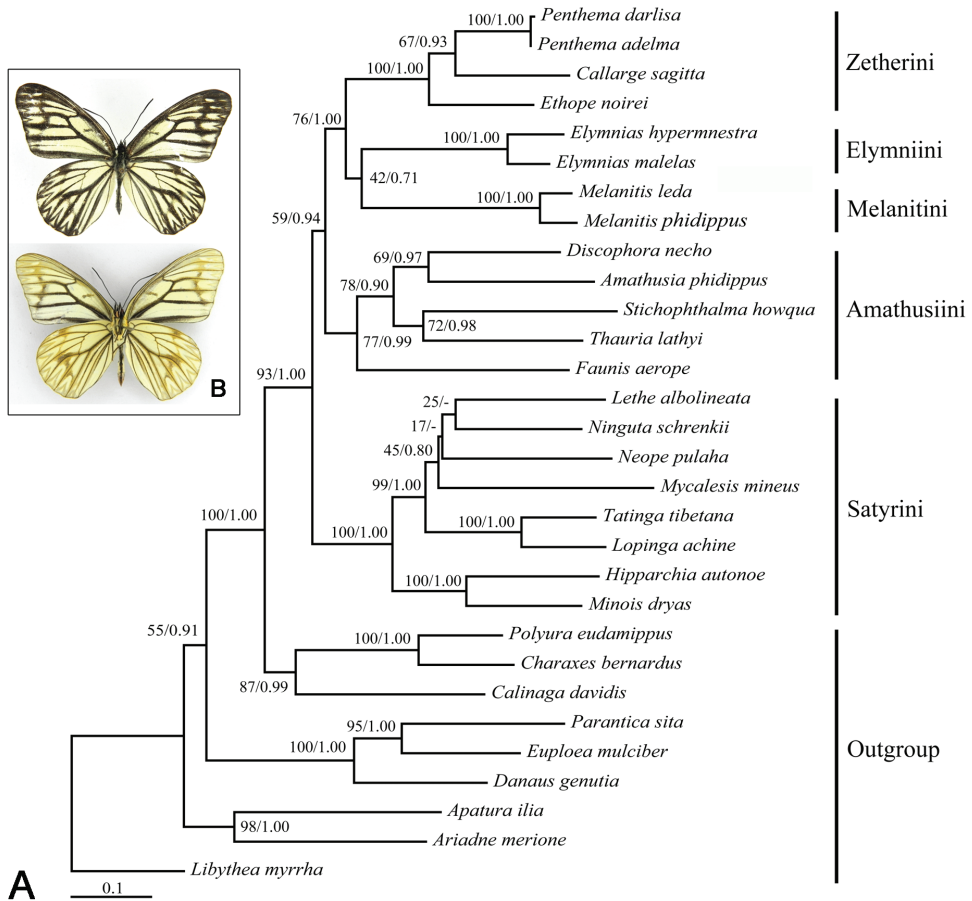 Penthema darlisa
Penthema adelma
Callarge sagitta
Ethope noirei
Elymnias hypermnestra
Elymnias malelas
Melanitis leda
Melanitis phidippus
Discophora necho
Amathusia phidippus
Stichophthalma howqua
Thauria lathyi
Faunis aerope
Lethe albolineata
Ninguta schrenkii
Neope pulaha
Mycalesis mineus
Tatinga tibetana
Lopinga achine
Hipparchia autonoe
Minois dryas
Polyura eudamippus
Charaxes bernardus
Calinaga davidis
Parantica sita
Euploea mulciber
Danaus genutia
Apatura ilia
Ariadne merione
Libythea myrrha
Zetherini
Elymniini
Melanitini
Amathusiini
Satyrini
Outgroup
100/1.00
67/0.93
100/1.00
76/1.00
100/1.00
42/0.71
100/1.00
59/0.94
69/0.97
78/0.90
72/0.98
77/0.99
93/1.00
25/-
17/-
45/0.80
99/1.00
100/1.00
100/1.00
100/1.00
100/1.00
55/0.91
100/1.00
87/0.99
95/1.00
100/1.00
98/1.00
B
A
0.1